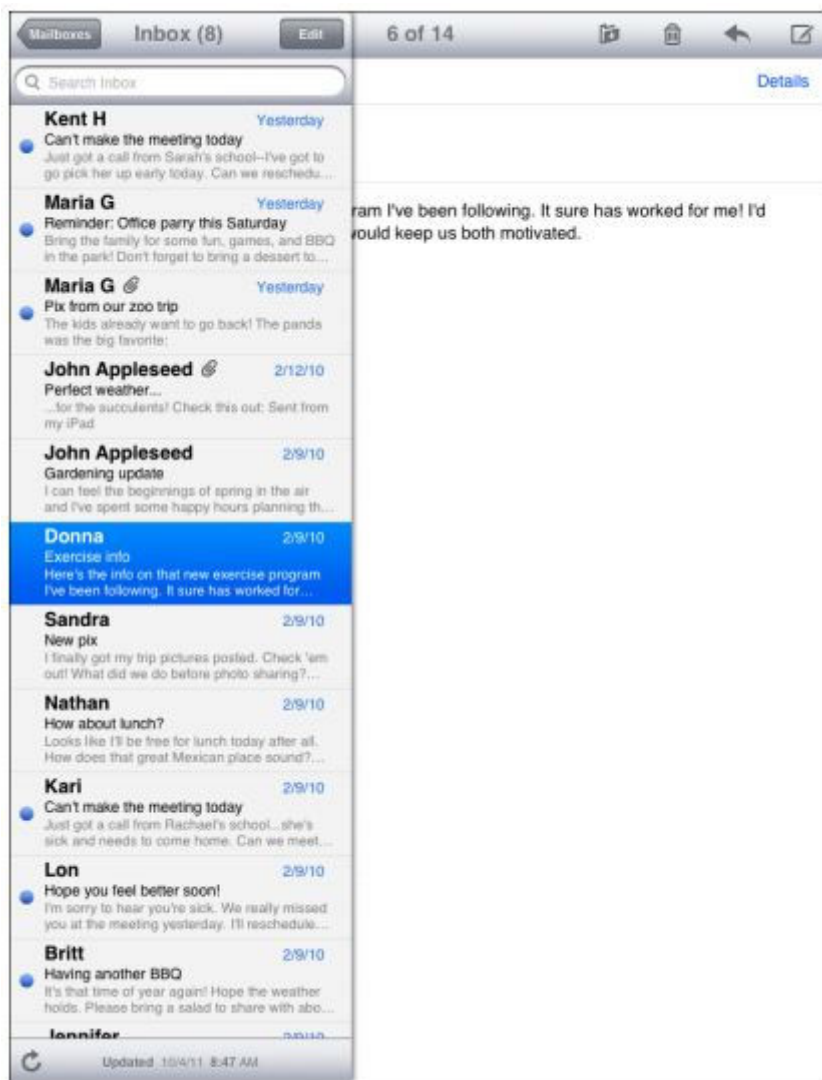 Mailboxes Inbox (8) Edit 6 of 14
Search Inbox
Details
Kent H Yesterday
Can't make the meeting today
Just got a call from Sarah's school--I've got to
go pick her up early today. Can we reschedu...
Maria G Yesterday
Reminder: Office parry this Saturday
Bring the family for some fun, games, and BBQ
in the park! Don't forget to bring a dessert to...
ram I've been following. It sure has worked for me! I'd
would keep us both motivated.
Maria G Yesterday
Pix from our zoo trip
The kids already want to go back! The panda
was the big favorite:
John Appleseed 2/12/10
Perfect weather...
...for the succulents! Check this out: Sent from
my iPad
John Appleseed 2/9/10
Gardening update
I can feel the beginnings of spring in the air
and I've spent some happy hours planning th...
Donna 2/9/10
Exercise info
Here's the info on that new exercise program
I've been following. It sure has worked for...
Sandra 2/9/10
New pix
I finally got my trip pictures posted. Check 'em
out! What did we do before photo sharing?...
Nathan 2/9/10
How about lunch?
Looks like I'll be free for lunch today after all.
How does that great Mexican place sound?...
Kari 2/9/10
Can't make the meeting today
Just got a call from Rachael's school...she's
sick and needs to come home. Can we meet...
Lon 2/9/10
Hope you feel better soon!
I'm sorry to hear you're sick. We really missed
you at the meeting yesterday. I'll reschedule...
Britt 2/9/10
Having another BBQ
It's that time of year again! Hope the weather
holds. Please bring a salad to share with abo...
Jennifer 2/9/10
Updated 10/4/11 8:47 AM